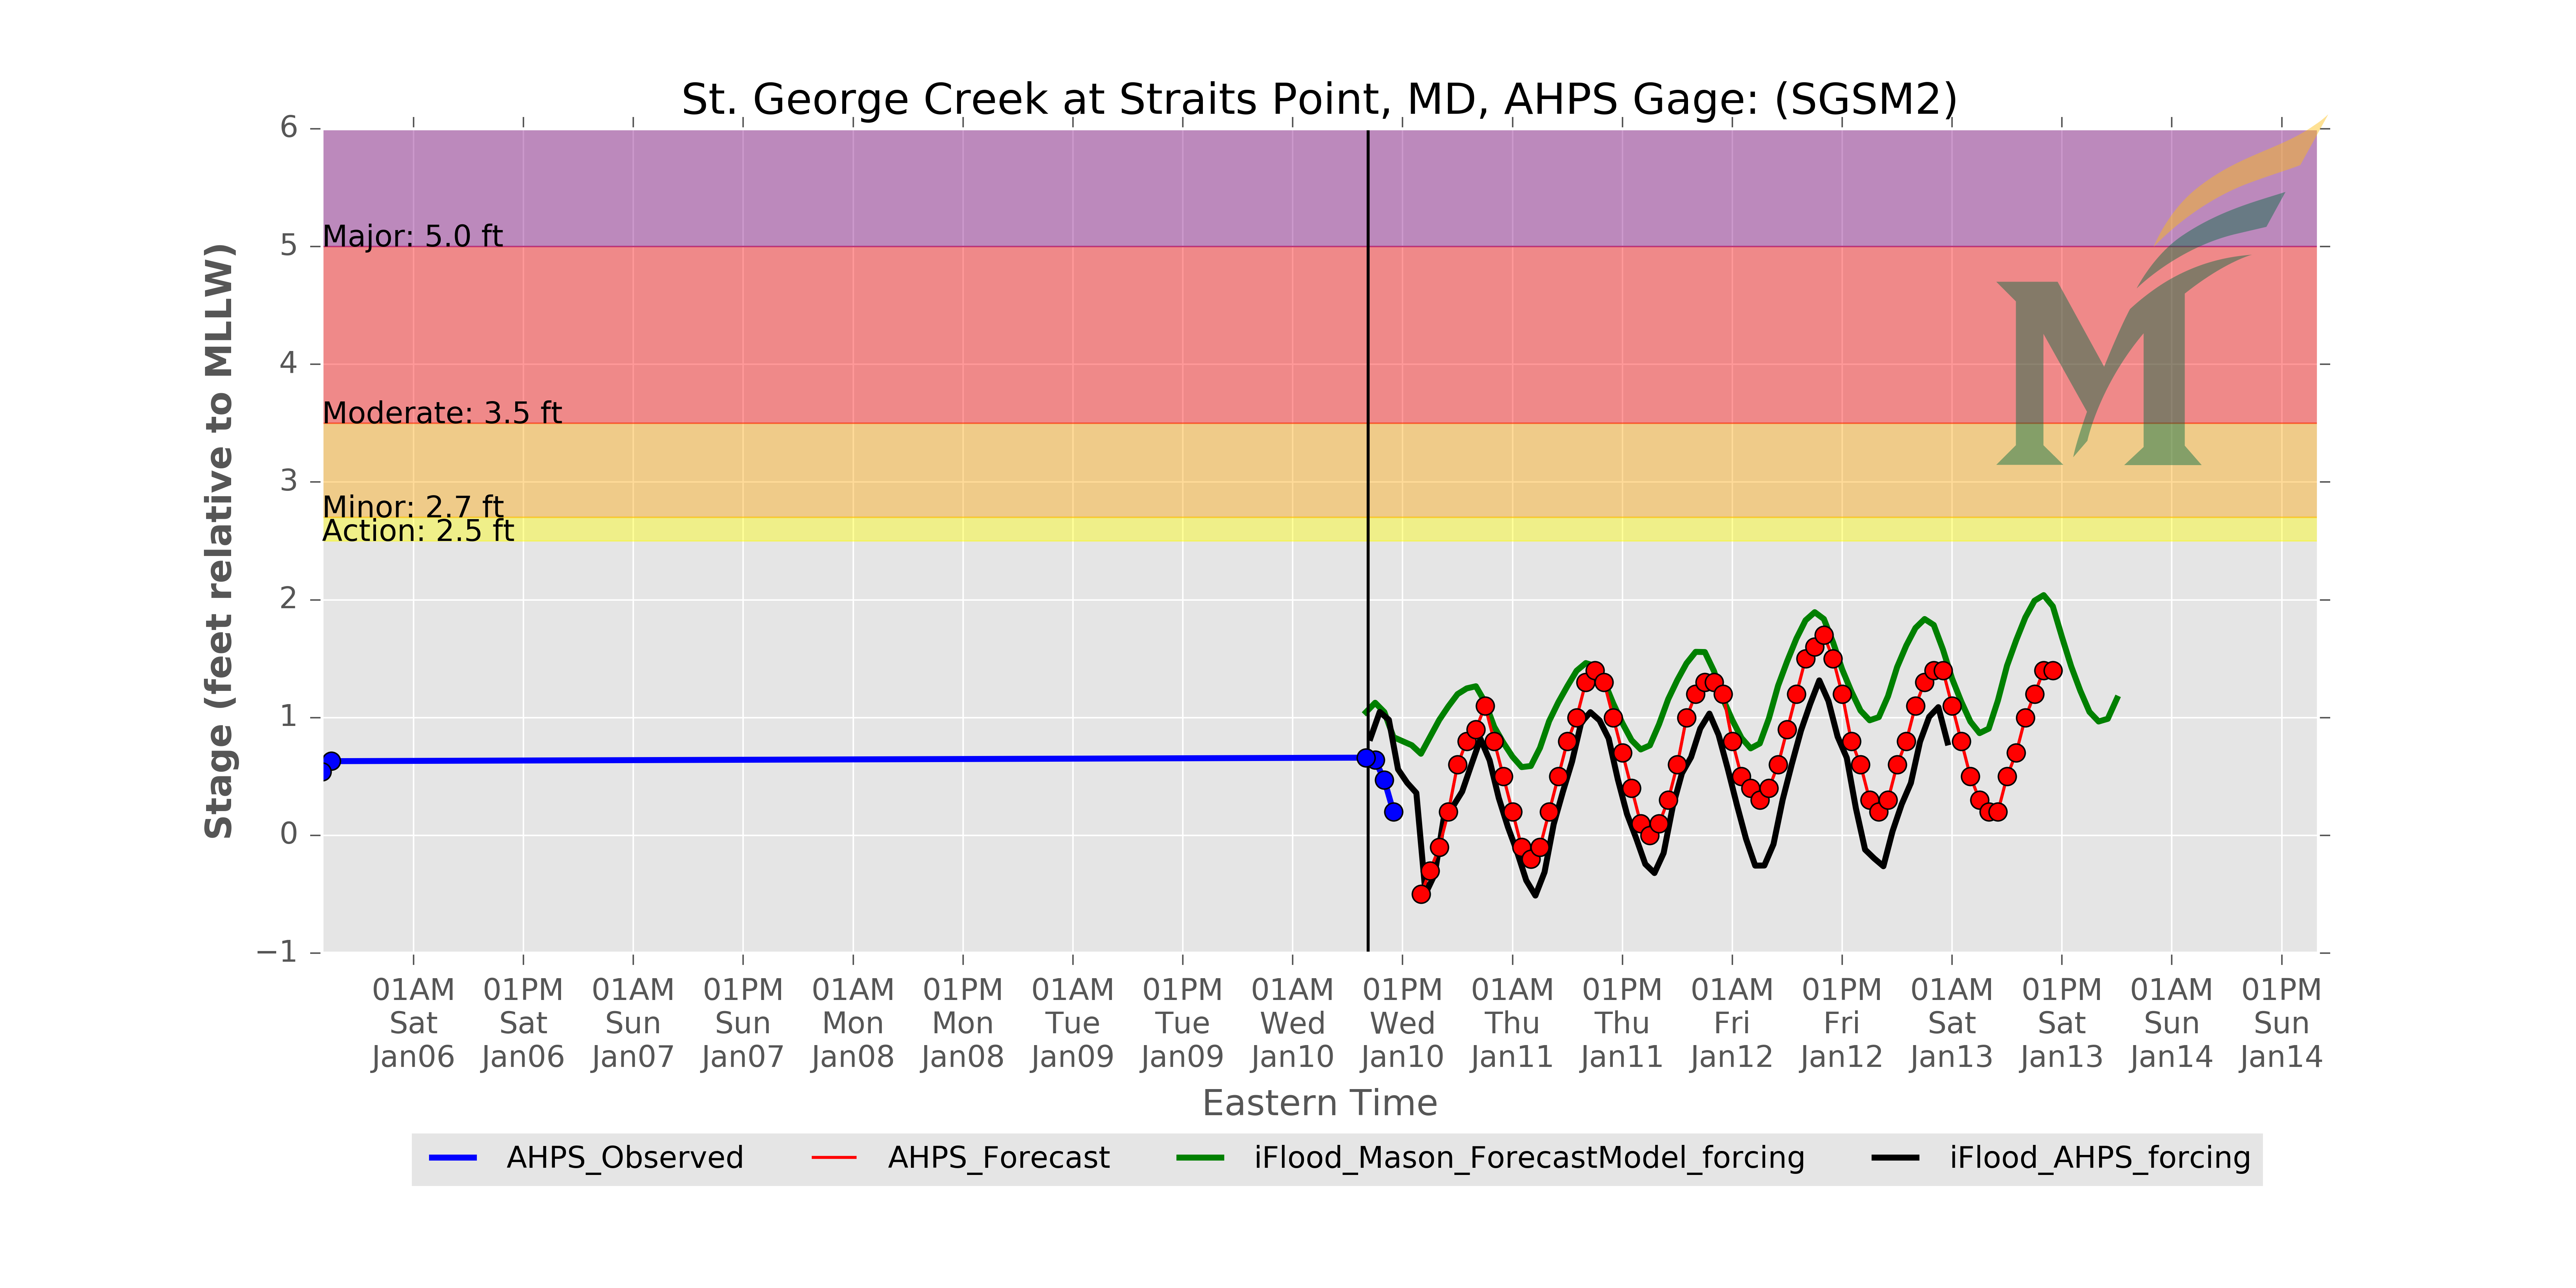 St. George Creek at Straits Point, MD, AHPS Gage: (SGSM2)
Stage (feet relative to MLLW)
6
5
4
3
2
1
0
−1
Major: 5.0 ft
Moderate: 3.5 ft
Minor: 2.7 ft
Action: 2.5 ft
M
01AM 01PM 01AM 01PM 01AM 01PM 01AM 01PM 01AM 01PM 01AM 01PM 01AM 01PM 01AM 01PM 01AM 01PM
Sat Sat Sun Sun Mon Mon Tue Tue Wed Wed Thu Thu Fri Fri Sat Sat Sun Sun
Jan06 Jan06 Jan07 Jan07 Jan08 Jan08 Jan09 Jan09 Jan10 Jan10 Jan11 Jan11 Jan12 Jan12 Jan13 Jan13 Jan14 Jan14
Eastern Time
AHPS_Observed AHPS_Forecast iFlood_Mason_ForecastModel_forcing iFlood_AHPS_forcing